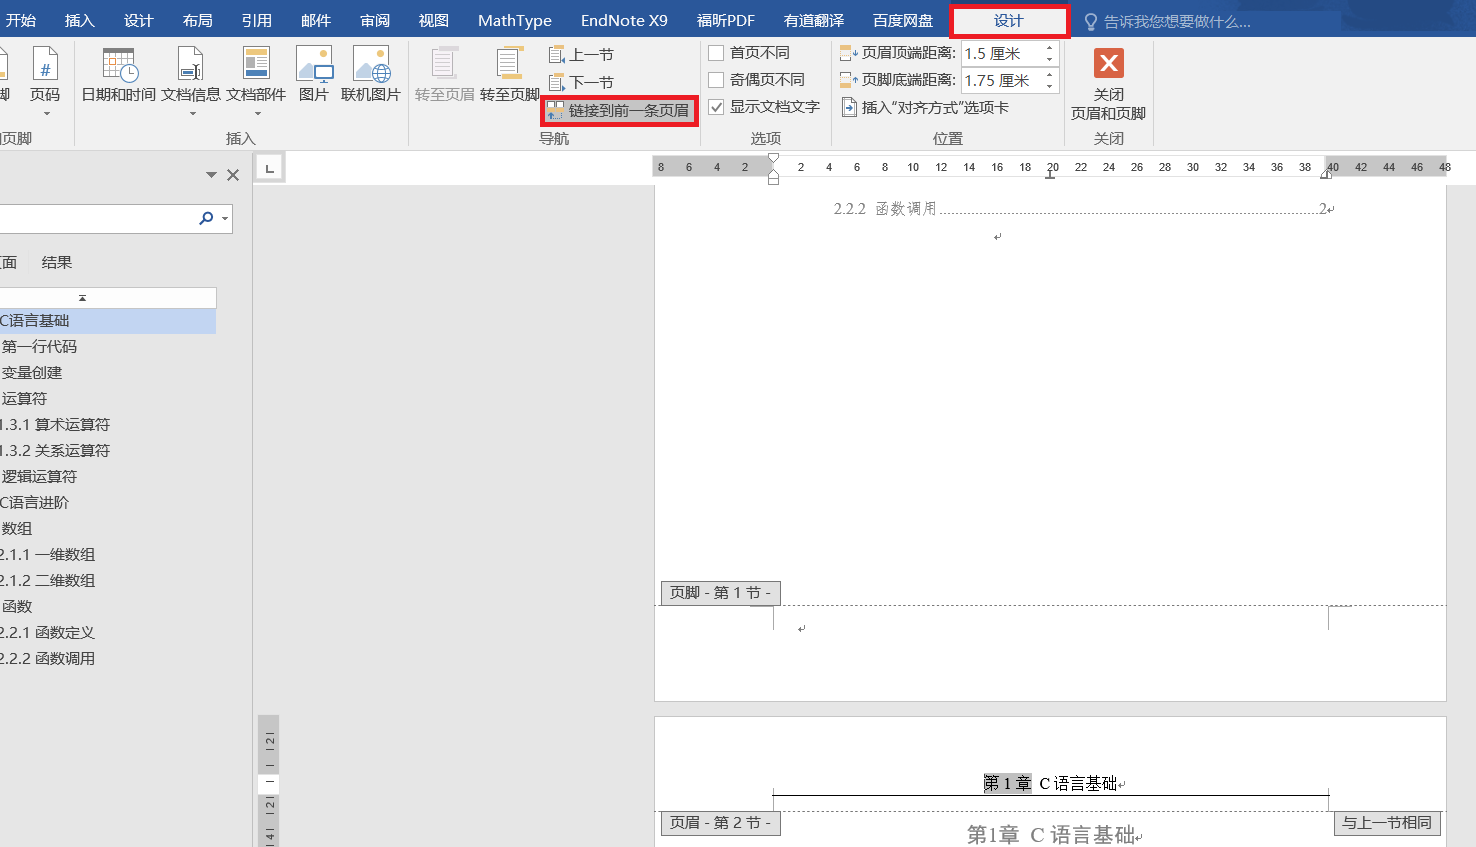 开始 插入 设计 布局 引用 邮件 审阅 视图 MathType EndNote X9 福昕PDF 有道翻译 百度网盘 设计 告诉我您想要做什么...
页码 日期和时间 文档信息 文档部件 图片 联机图片 转至页眉 转至页脚
上一节
下一节
链接到前一条页眉
首页不同
奇偶页不同
显示文档文字
页眉顶端距离: 1.5 厘米
页脚底端距离: 1.75 厘米
插入“对齐方式”选项卡
关闭
页眉和页脚
页脚 插入 导航 选项 位置 关闭
8 6 4 2 2 4 6 8 10 12 14 16 18 20 22 24 26 28 30 32 34 36 38 40 42 44 46 48
结果
C语言基础
第一行代码
变量创建
运算符
1.3.1 算术运算符
1.3.2 关系运算符
逻辑运算符
C语言进阶
数组
2.1.1 一维数组
2.1.2 二维数组
函数
2.2.1 函数定义
2.2.2 函数调用
2.2.2 函数调用........................2
页脚 - 第 1 节 -
2
2
4
第 1 章 C 语言基础
页眉 - 第 2 节 -
与上一节相同
第1章 C 语言基础